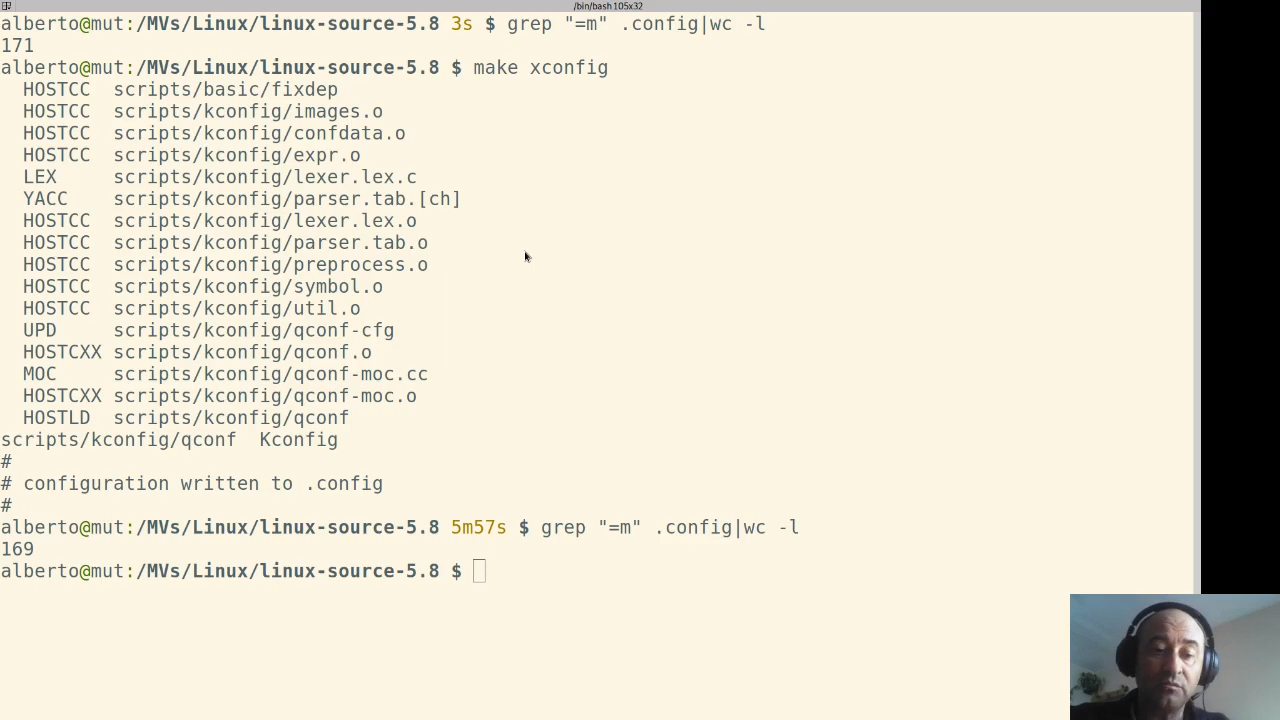 /bin/bash 105x32
alberto@mut:/MVs/Linux/linux-source-5.8 3s $ grep "=m" .config|wc -l
171
alberto@mut:/MVs/Linux/linux-source-5.8 $ make xconfig
  HOSTCC  scripts/basic/fixdep
  HOSTCC  scripts/kconfig/images.o
  HOSTCC  scripts/kconfig/confdata.o
  HOSTCC  scripts/kconfig/expr.o
  LEX     scripts/kconfig/lexer.lex.c
  YACC    scripts/kconfig/parser.tab.[ch]
  HOSTCC  scripts/kconfig/lexer.lex.o
  HOSTCC  scripts/kconfig/parser.tab.o
  HOSTCC  scripts/kconfig/preprocess.o
  HOSTCC  scripts/kconfig/symbol.o
  HOSTCC  scripts/kconfig/util.o
  UPD     scripts/kconfig/qconf-cfg
  HOSTCXX scripts/kconfig/qconf.o
  MOC     scripts/kconfig/qconf-moc.cc
  HOSTCXX scripts/kconfig/qconf-moc.o
  HOSTLD  scripts/kconfig/qconf
scripts/kconfig/qconf  Kconfig
#
# configuration written to .config
#
alberto@mut:/MVs/Linux/linux-source-5.8 5m57s $ grep "=m" .config|wc -l
169
alberto@mut:/MVs/Linux/linux-source-5.8 $